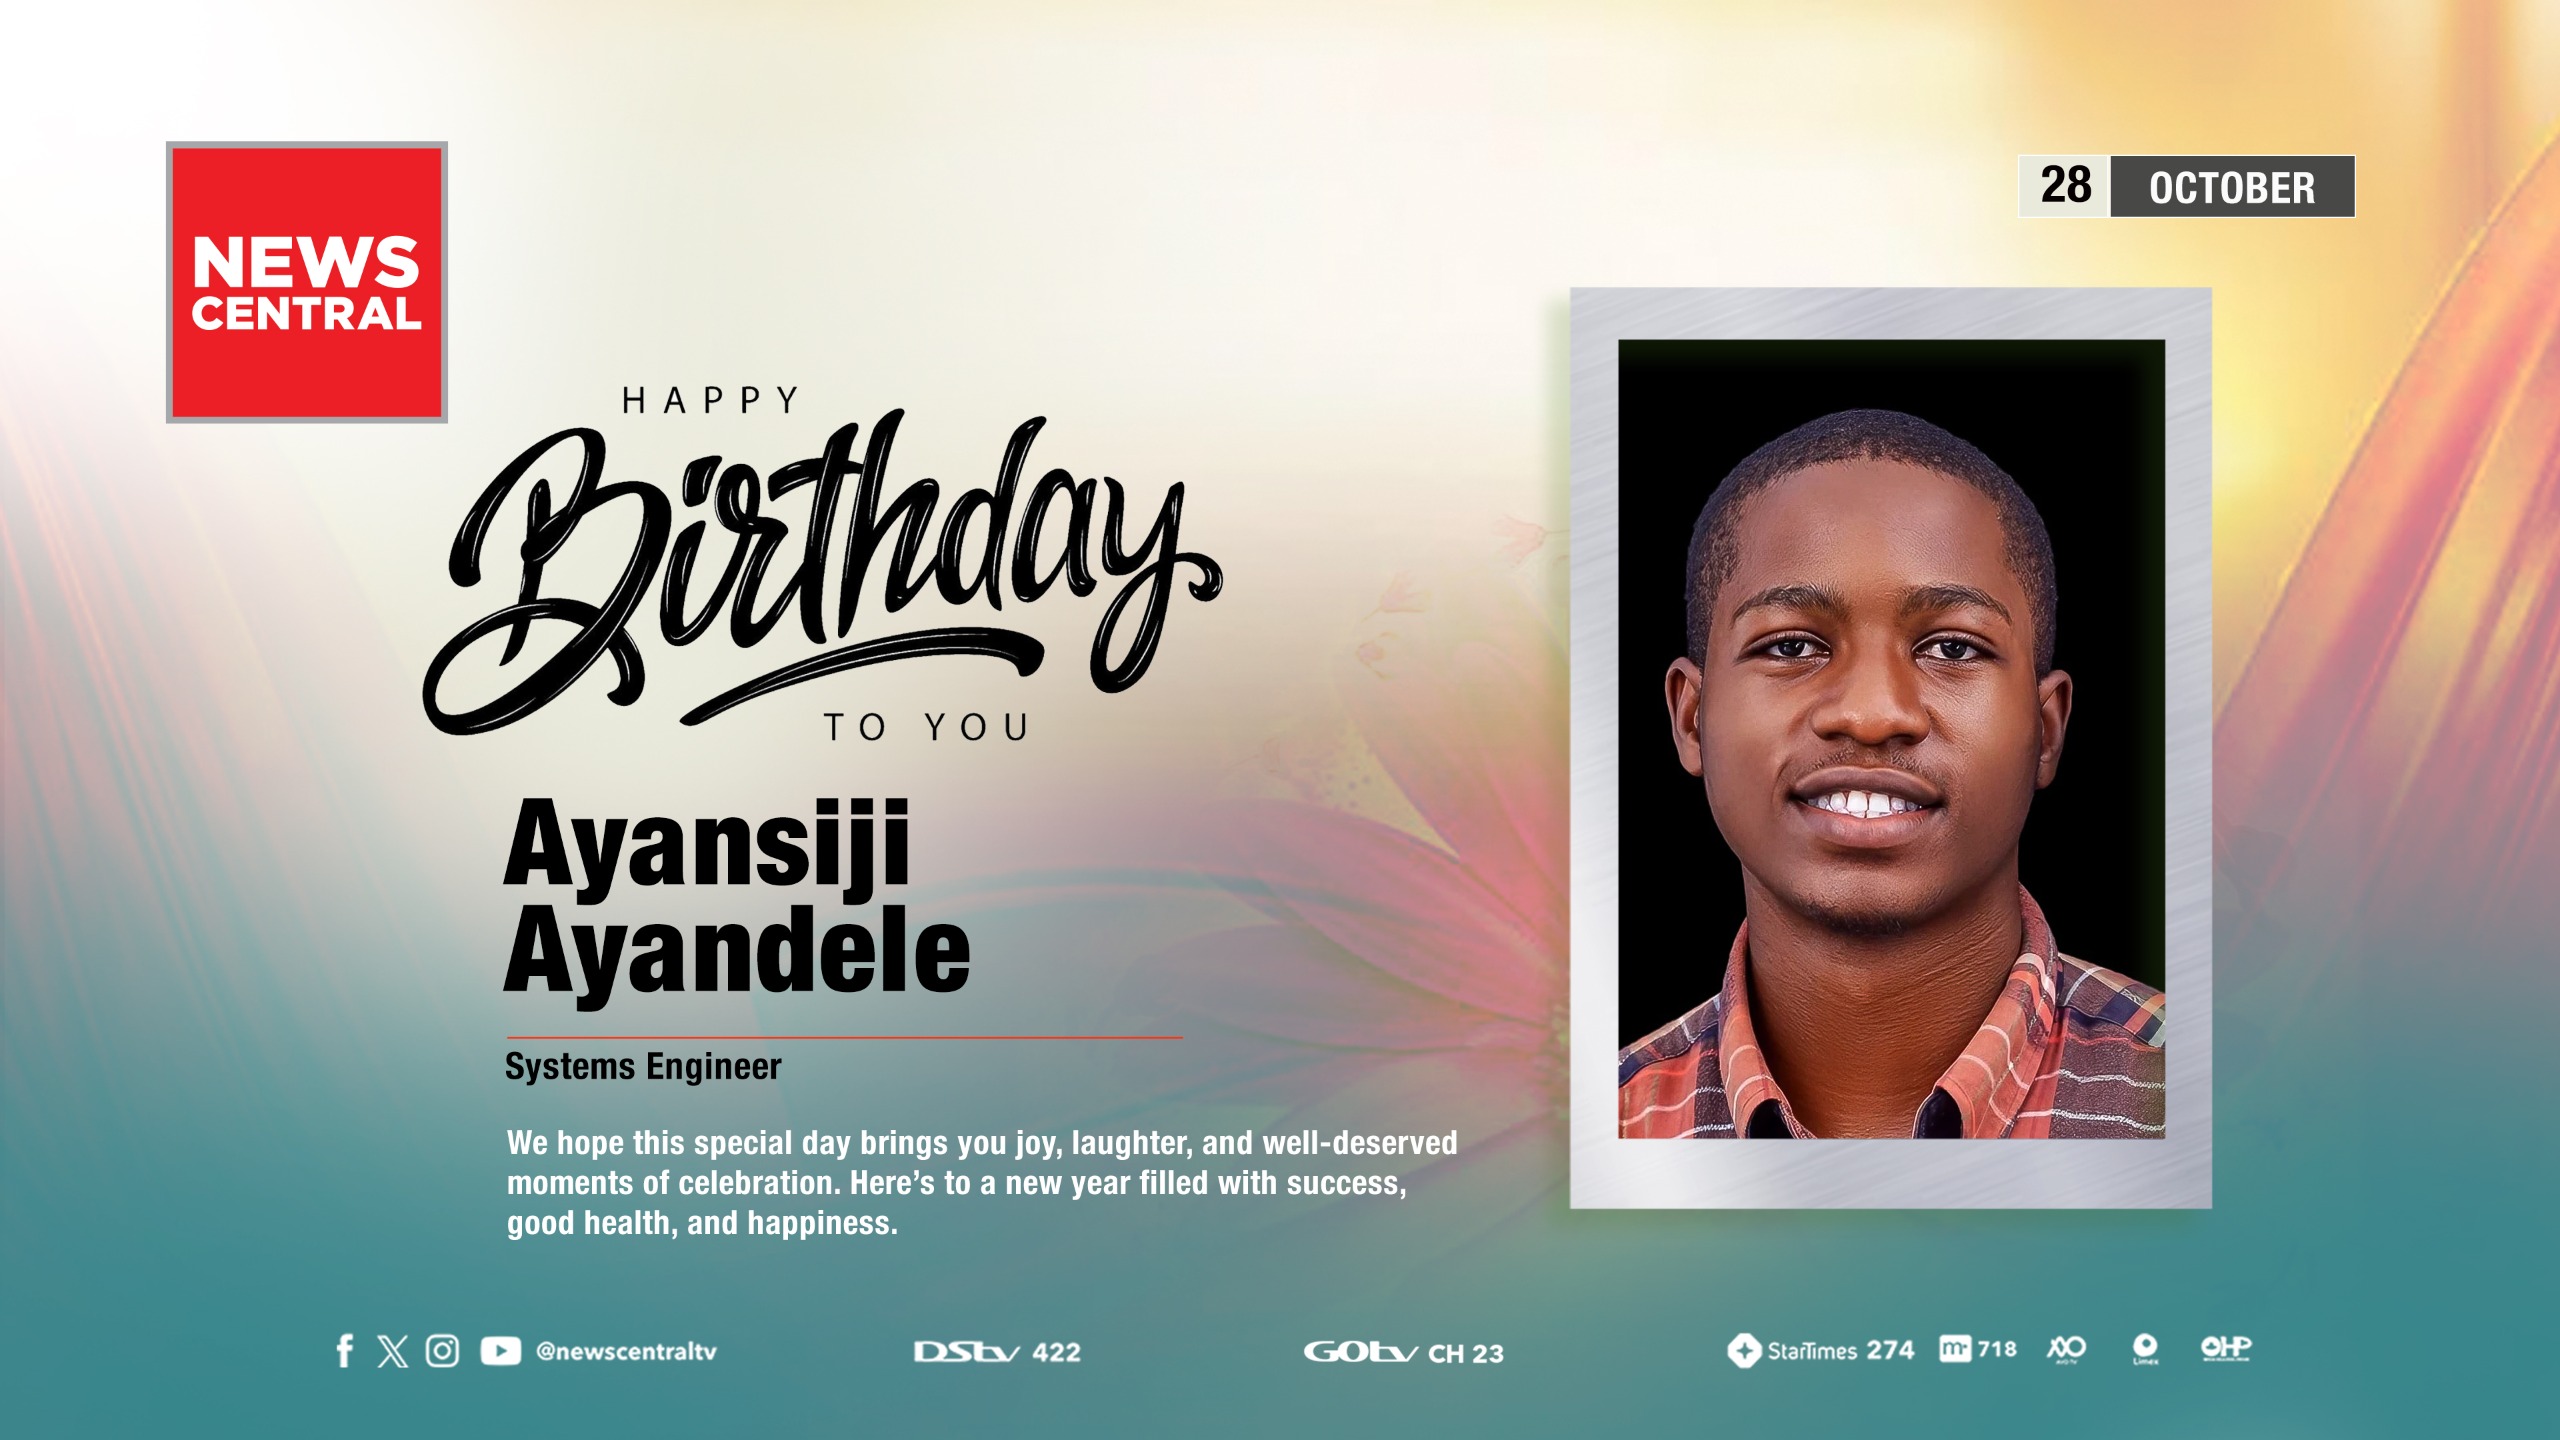 NEWS
CENTRAL
28 OCTOBER
HAPPY
Birthday
TO YOU
Ayansiji
Ayandele
Systems Engineer
We hope this special day brings you joy, laughter, and well-deserved
moments of celebration. Here’s to a new year filled with success,
good health, and happiness.
@newscentraltv DStv 422 GOtv CH 23 StarTimes 274 718 Limex OHP